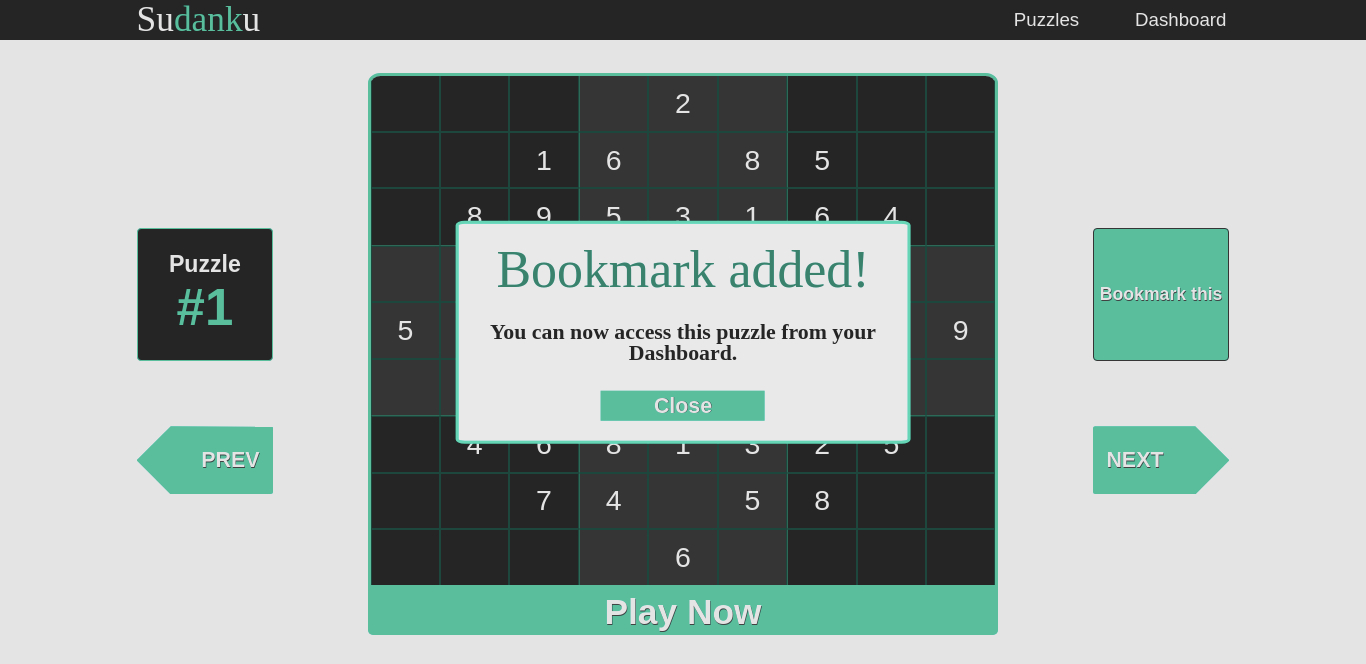 Sudanku
Puzzles
Dashboard
2
1 6 8 5
8 9 5 3 1 6 4
Puzzle
#1
Bookmark added!
You can now access this puzzle from your
Dashboard.
Close
Bookmark this
5 9
4 6 8 1 3 2 5
PREV
NEXT
7 4 5 8
6
Play Now